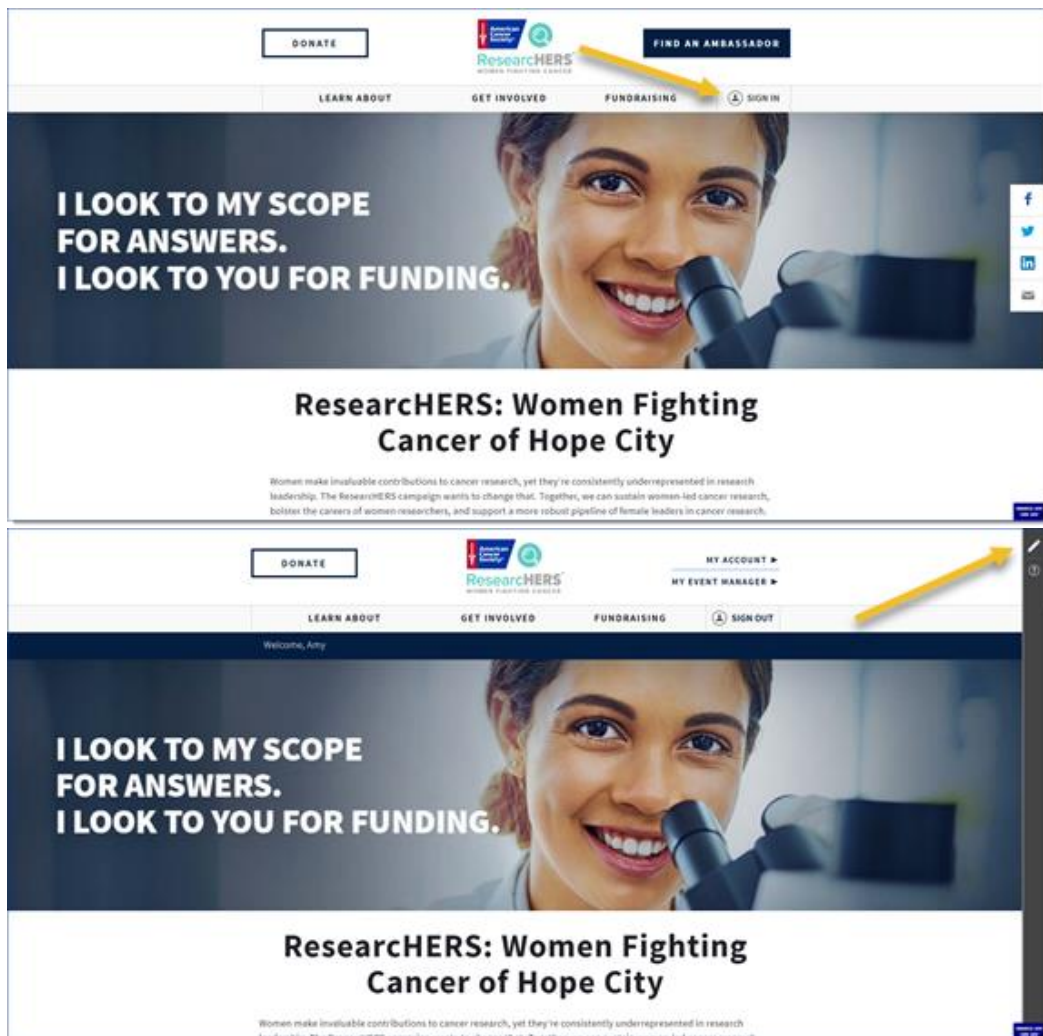 DONATE
American
Cancer
Society
ResearcHERS
WOMEN FIGHTING CANCER
FIND AN AMBASSADOR
LEARN ABOUT
GET INVOLVED
FUNDRAISING
SIGN IN
I LOOK TO MY SCOPE
FOR ANSWERS.
I LOOK TO YOU FOR FUNDING.
f
in
ResearcHERS: Women Fighting
Cancer of Hope City
Women make invaluable contributions to cancer research, yet they're consistently underrepresented in research
leadership. The ResearcHERS campaign wants to change that. Together, we can sustain women-led cancer research,
bolster the careers of women researchers, and support a more robust pipeline of female leaders in cancer research.
DONATE
American
Cancer
Society
ResearcHERS
WOMEN FIGHTING CANCER
MY ACCOUNT
MY EVENT MANAGER
LEARN ABOUT
GET INVOLVED
FUNDRAISING
SIGN OUT
Welcome, Amy
I LOOK TO MY SCOPE
FOR ANSWERS.
I LOOK TO YOU FOR FUNDING.
ResearcHERS: Women Fighting
Cancer of Hope City
Women make invaluable contributions to cancer research, yet they're consistently underrepresented in research